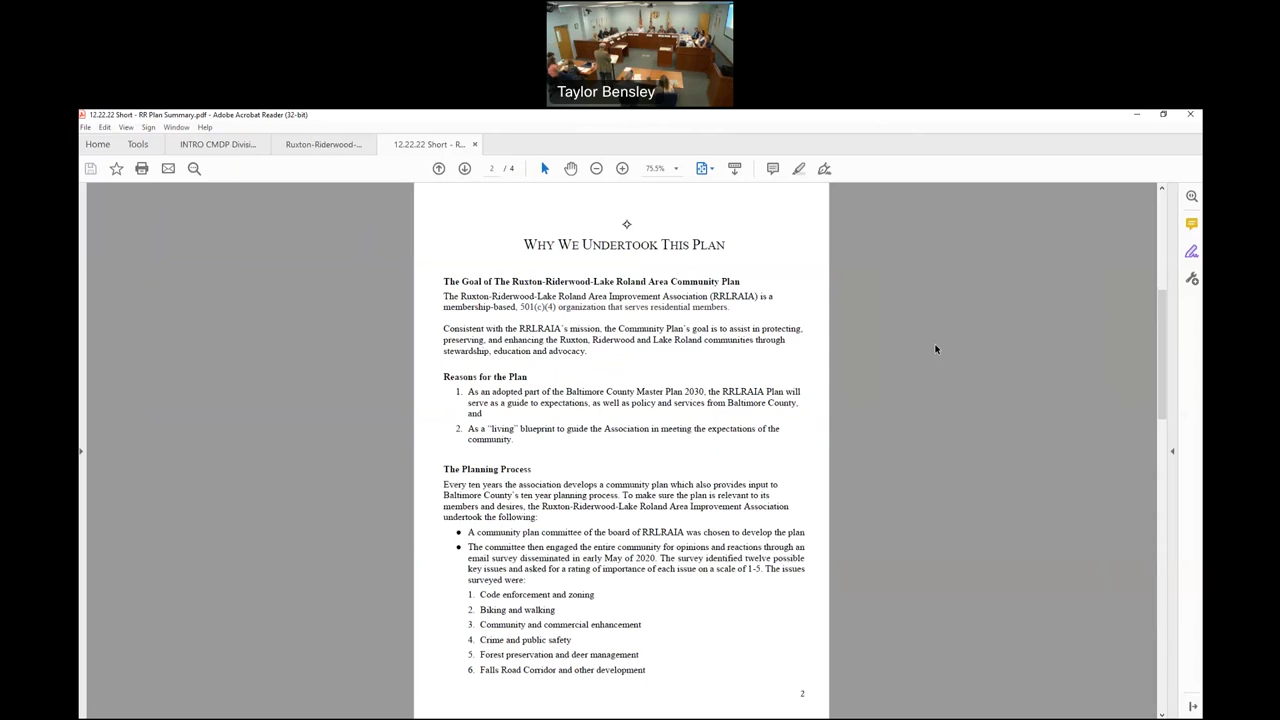 Taylor Bensley
12.22.22 Short - RR Plan Summary.pdf - Adobe Acrobat Reader (32-bit)
File Edit View Sign Window Help
Home Tools INTRO CMDP Divisi... Ruxton-Riderwood-... 12.22.22 Short - R... ×
2 / 4 75.5%
WHY WE UNDERTOOK THIS PLAN
The Goal of The Ruxton-Riderwood-Lake Roland Area Community Plan
The Ruxton-Riderwood-Lake Roland Area Improvement Association (RRLRAIA) is a
membership-based, 501(c)(4) organization that serves residential members.
Consistent with the RRLRAIA's mission, the Community Plan's goal is to assist in protecting,
preserving, and enhancing the Ruxton, Riderwood and Lake Roland communities through
stewardship, education and advocacy.
Reasons for the Plan
1. As an adopted part of the Baltimore County Master Plan 2030, the RRLRAIA Plan will
serve as a guide to expectations, as well as policy and services from Baltimore County,
and
2. As a "living" blueprint to guide the Association in meeting the expectations of the
community.
The Planning Process
Every ten years the association develops a community plan which also provides input to
Baltimore County's ten year planning process. To make sure the plan is relevant to its
members and desires, the Ruxton-Riderwood-Lake Roland Area Improvement Association
undertook the following:
● A community plan committee of the board of RRLRAIA was chosen to develop the plan
● The committee then engaged the entire community for opinions and reactions through an
email survey disseminated in early May of 2020. The survey identified twelve possible
key issues and asked for a rating of importance of each issue on a scale of 1-5. The issues
surveyed were:
1. Code enforcement and zoning
2. Biking and walking
3. Community and commercial enhancement
4. Crime and public safety
5. Forest preservation and deer management
6. Falls Road Corridor and other development
2